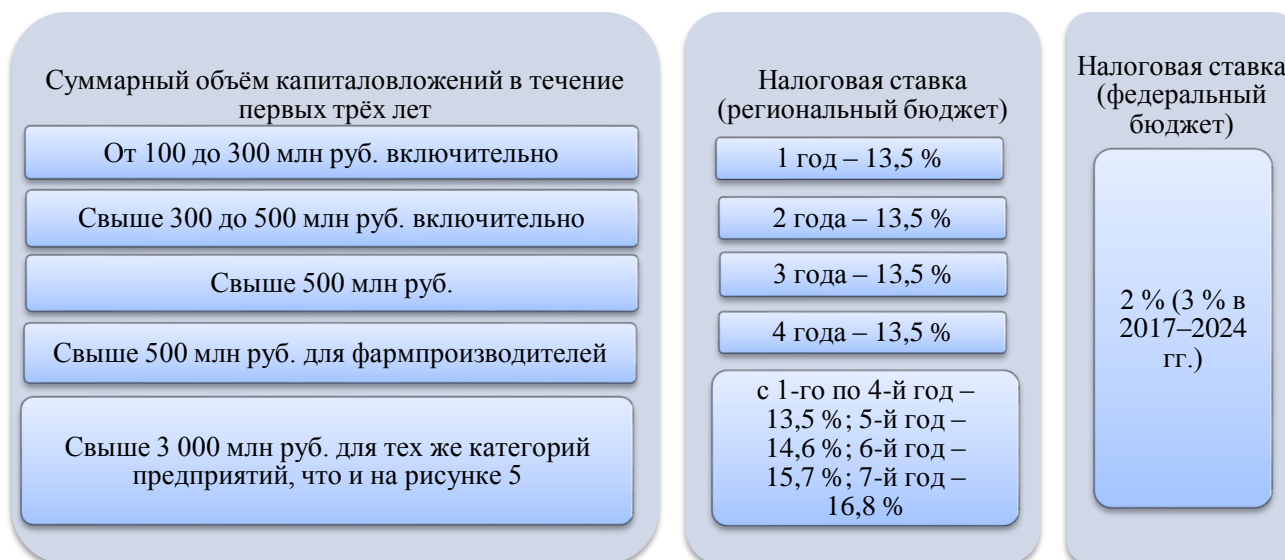 Суммарный объём капиталовложений в течение
первых трёх лет
От 100 до 300 млн руб. включительно
Свыше 300 до 500 млн руб. включительно
Свыше 500 млн руб.
Свыше 500 млн руб. для фармпроизводителей
Свыше 3 000 млн руб. для тех же категорий
предприятий, что и на рисунке 5
Налоговая ставка
(региональный бюджет)
1 год – 13,5 %
2 года – 13,5 %
3 года – 13,5 %
4 года – 13,5 %
с 1-го по 4-й год –
13,5 %; 5-й год –
14,6 %; 6-й год –
15,7 %; 7-й год –
16,8 %
Налоговая ставка
(федеральный
бюджет)
2 % (3 % в
2017–2024
гг.)